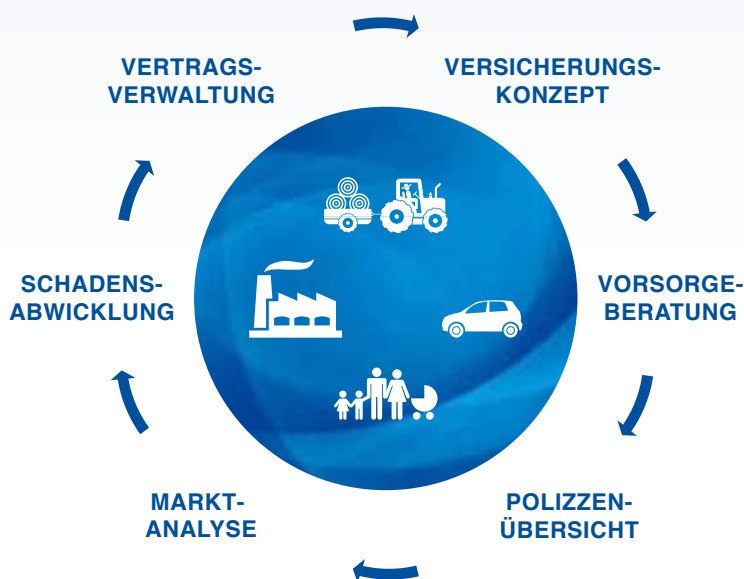 VERTRAGS-
VERWALTUNG
VERSICHERUNGS-
KONZEPT
SCHADENS-
ABWICKLUNG
VORSORGE-
BERATUNG
MARKT-
ANALYSE
POLIZZEN-
ÜBERSICHT